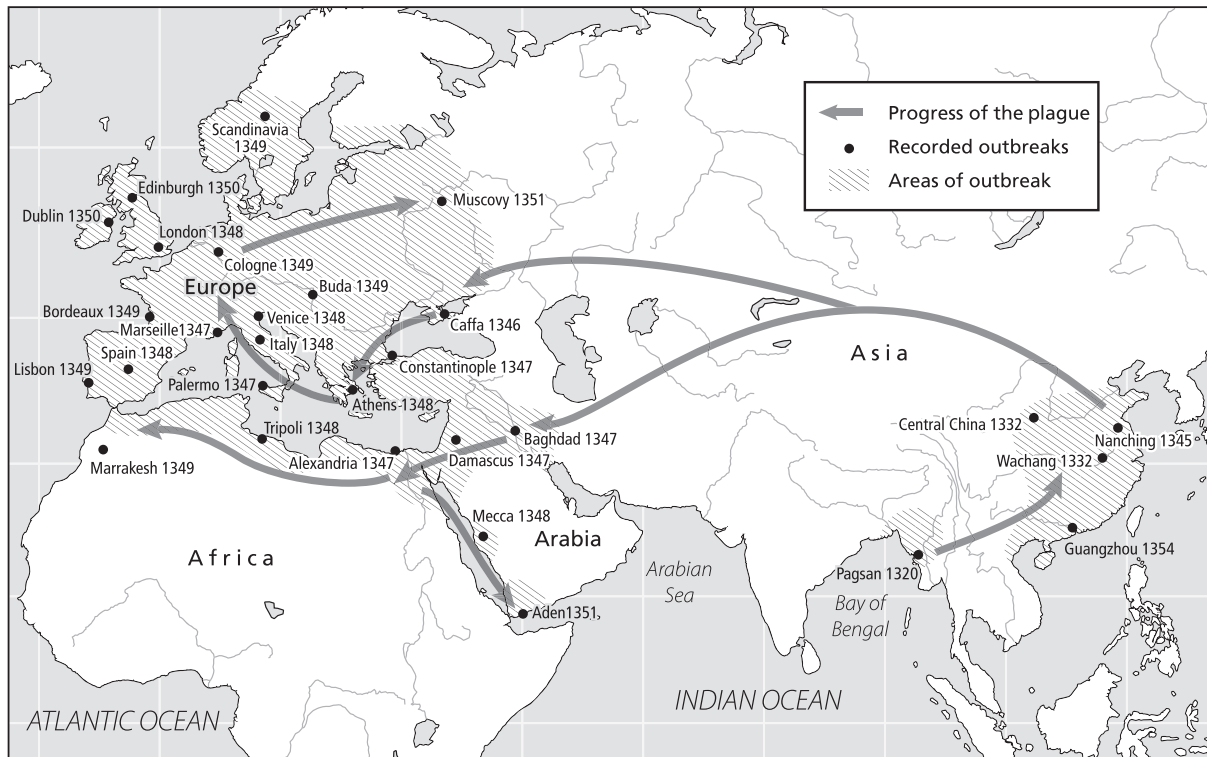 Progress of the plague
Recorded outbreaks
Areas of outbreak
Scandinavia
1349
Edinburgh 1350
Dublin 1350
London 1348
Muscovy 1351
Cologne 1349
Europe
Buda 1349
Bordeaux 1349
Venice 1348
Marseille1347
Caffa 1346
Italy 1348
Spain 1348
Asia
Lisbon 1349
Palermo 1347
Constantinople 1347
Athens 1348
Tripoli 1348
Central China 1332
Baghdad 1347
Nanching 1345
Alexandria 1347
Damascus 1347
Wachang 1332
Marrakesh 1349
Mecca 1348
Arabia
Africa
Guangzhou 1354
Arabian
Sea
Pagsan 1320
Bay of
Bengal
Aden1351,
INDIAN OCEAN
ATLANTIC OCEAN